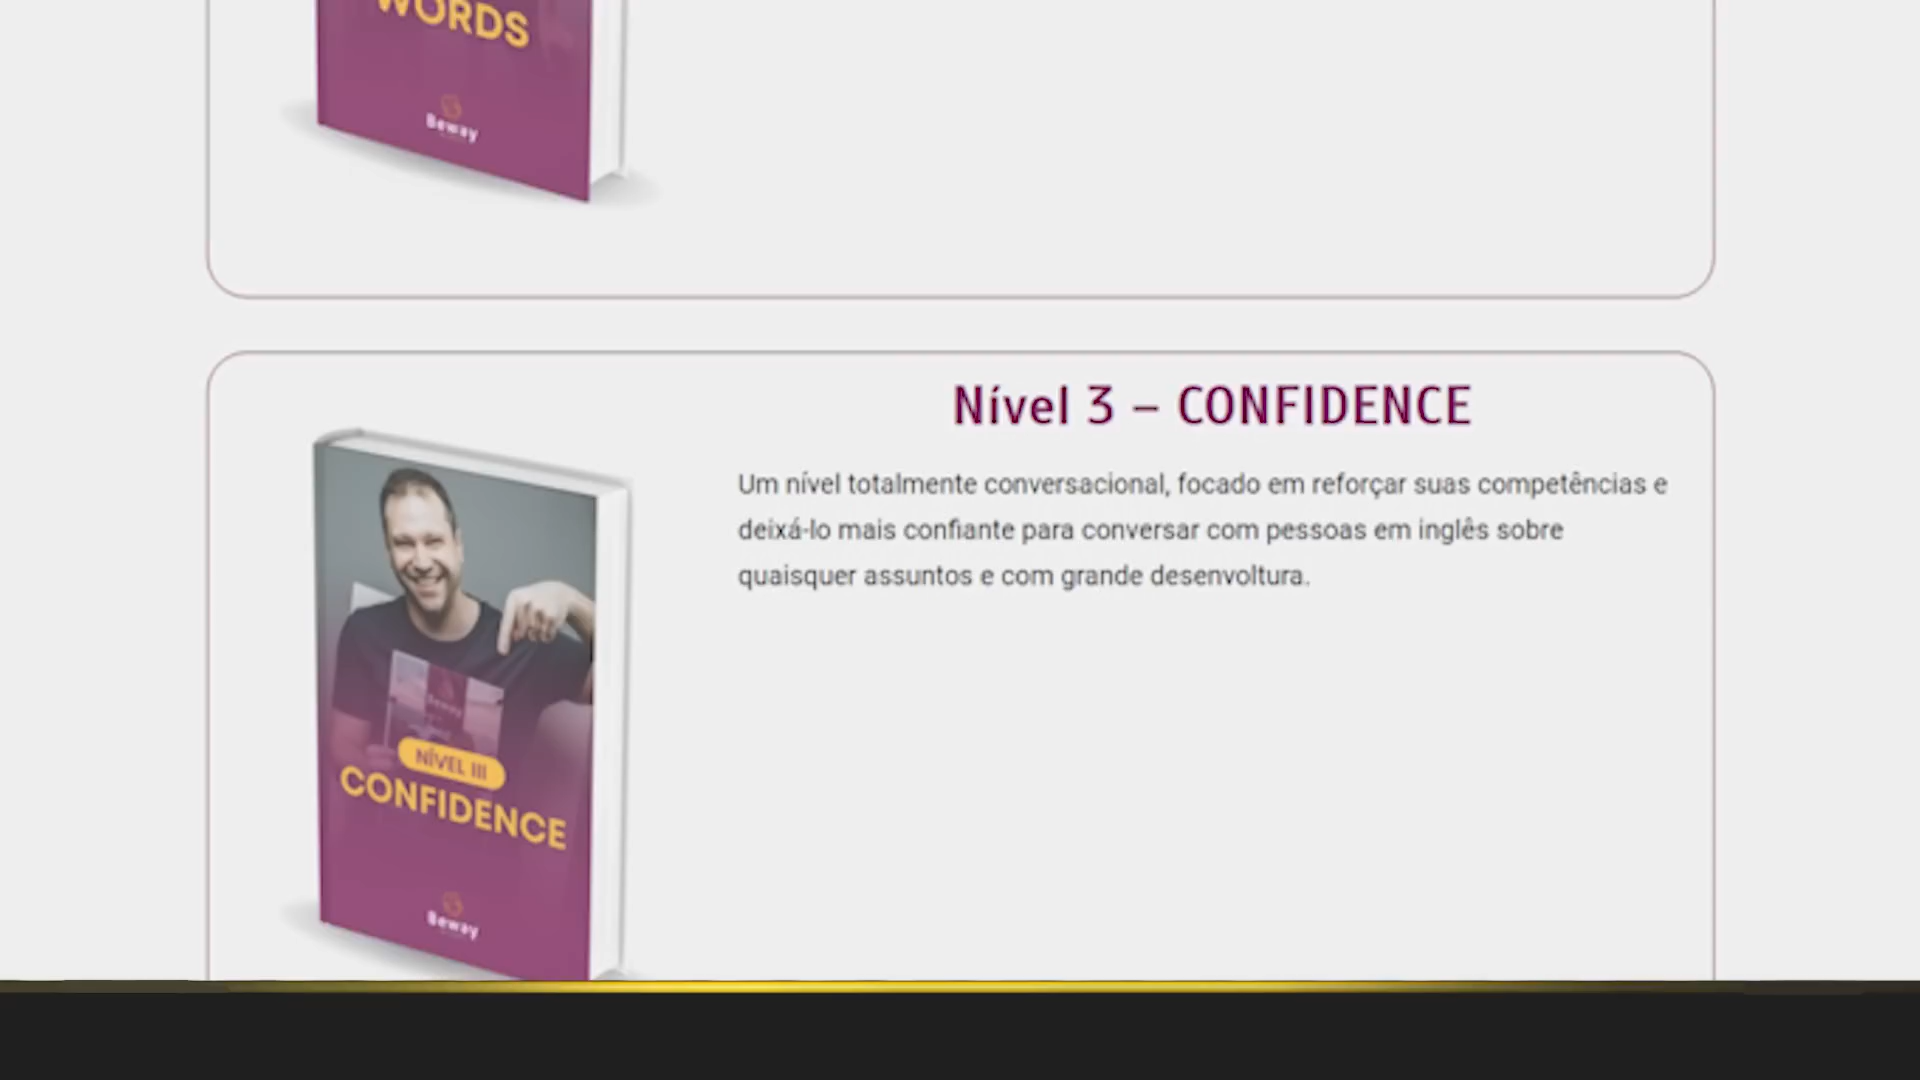 WORDS
Beway
Nível 3 – CONFIDENCE
Um nível totalmente conversacional, focado em reforçar suas competências e
deixá-lo mais confiante para conversar com pessoas em inglês sobre
quaisquer assuntos e com grande desenvoltura.
Beway
NÍVEL III
CONFIDENCE
Beway